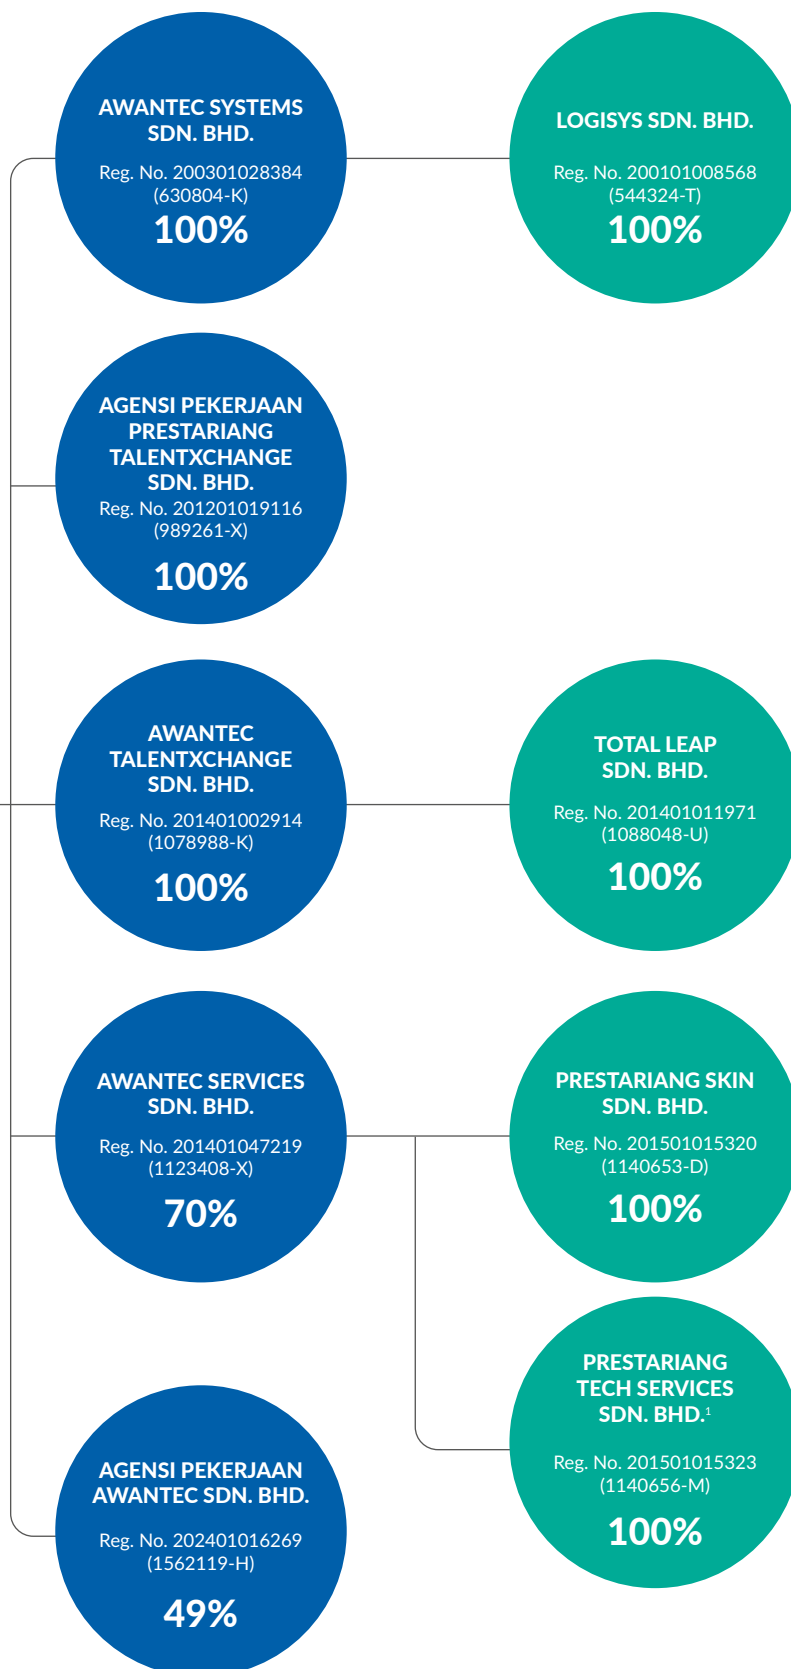 AWANTEC SYSTEMS
SDN. BHD.
Reg. No. 200301028384
(630804-K)
100%
LOGISYS SDN. BHD.
Reg. No. 200101008568
(544324-T)
100%
AGENSI PEKERJAAN
PRESTARIANG
TALENTXCHANGE
SDN. BHD.
Reg. No. 201201019116
(989261-X)
100%
AWANTEC
TALENTXCHANGE
SDN. BHD.
Reg. No. 201401002914
(1078988-K)
100%
TOTAL LEAP
SDN. BHD.
Reg. No. 201401011971
(1088048-U)
100%
AWANTEC SERVICES
SDN. BHD.
Reg. No. 201401047219
(1123408-X)
70%
PRESTARIANG SKIN
SDN. BHD.
Reg. No. 201501015320
(1140653-D)
100%
PRESTARIANG
TECH SERVICES
SDN. BHD.¹
Reg. No. 201501015323
(1140656-M)
100%
AGENSI PEKERJAAN
AWANTEC SDN. BHD.
Reg. No. 202401016269
(1562119-H)
49%